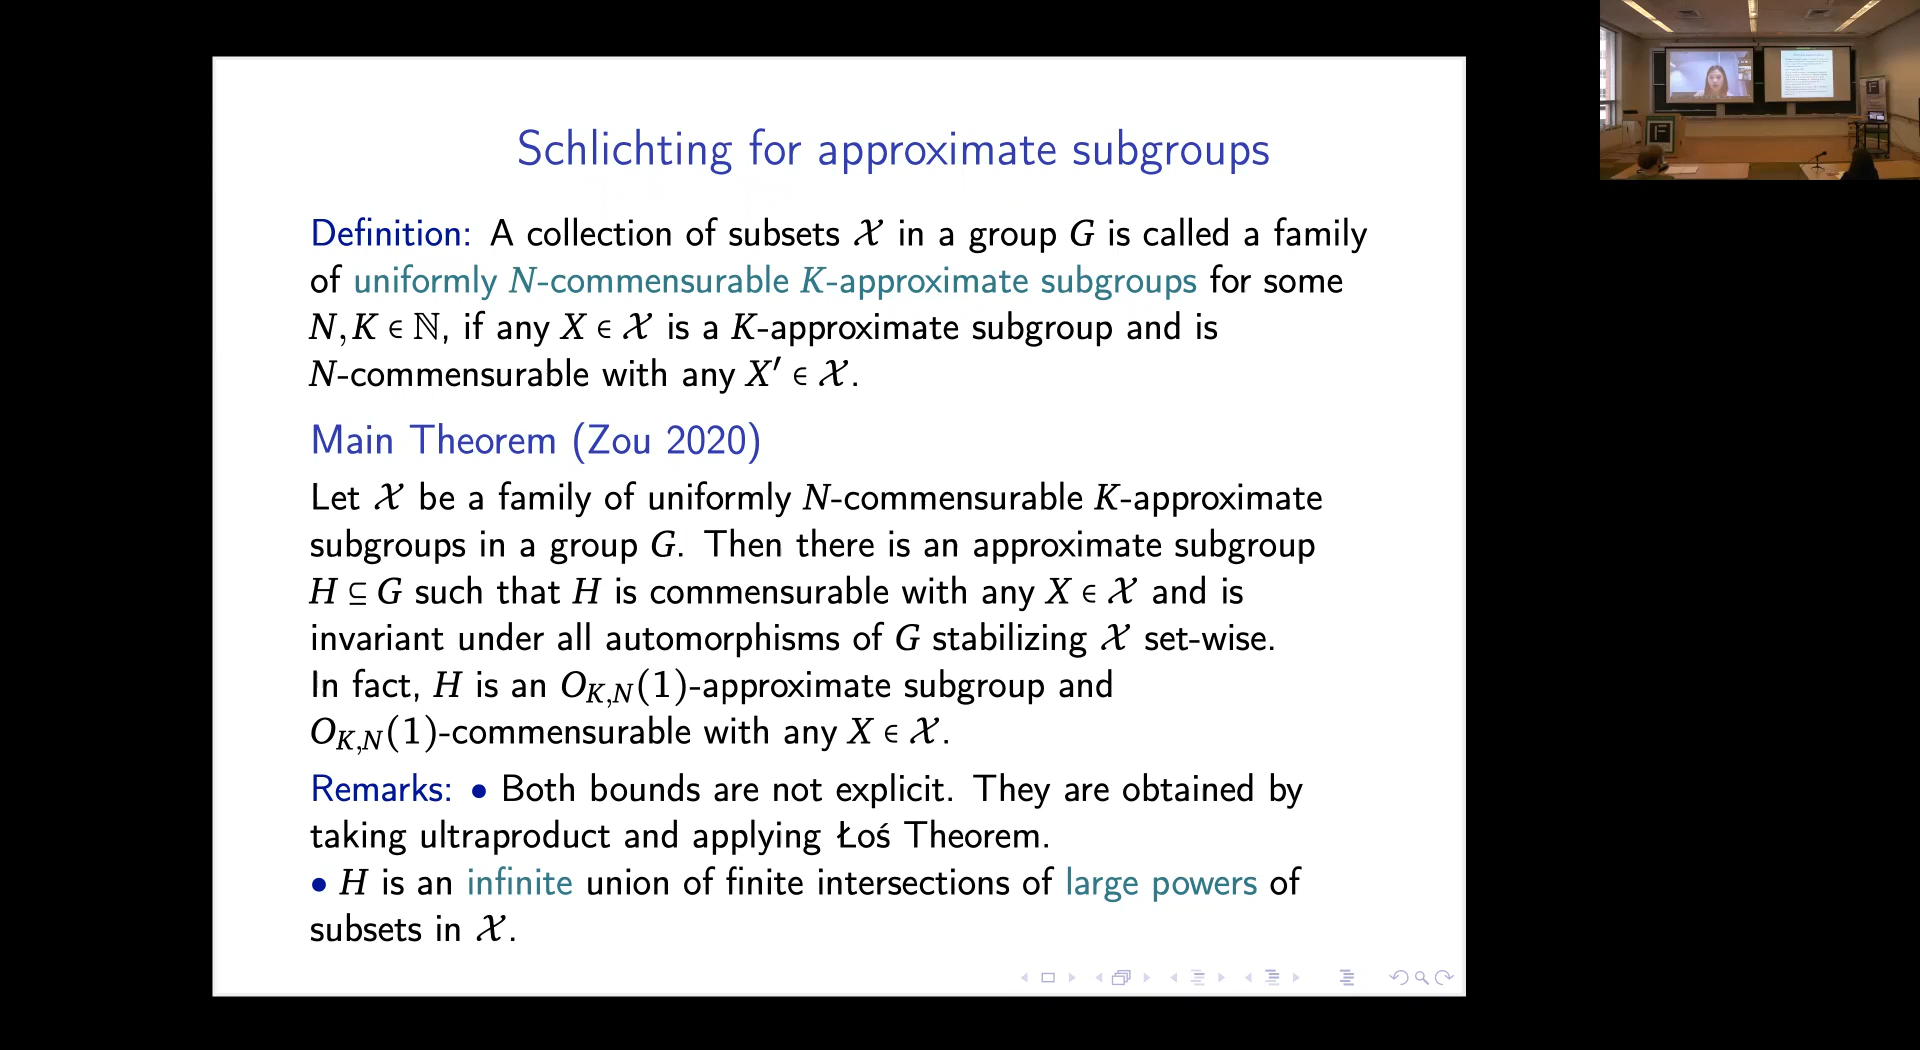 Schlichting for approximate subgroups
Definition: A collection of subsets 𝒳 in a group G is called a family
of uniformly N-commensurable K-approximate subgroups for some
N, K ∈ ℕ, if any X ∈ 𝒳 is a K-approximate subgroup and is
N-commensurable with any X′ ∈ 𝒳.
Main Theorem (Zou 2020)
Let 𝒳 be a family of uniformly N-commensurable K-approximate
subgroups in a group G. Then there is an approximate subgroup
H ⊆ G such that H is commensurable with any X ∈ 𝒳 and is
invariant under all automorphisms of G stabilizing 𝒳 set-wise.
In fact, H is an O_{K,N}(1)-approximate subgroup and
O_{K,N}(1)-commensurable with any X ∈ 𝒳.
Remarks: • Both bounds are not explicit. They are obtained by
taking ultraproduct and applying Łoś Theorem.
• H is an infinite union of finite intersections of large powers of
subsets in 𝒳.